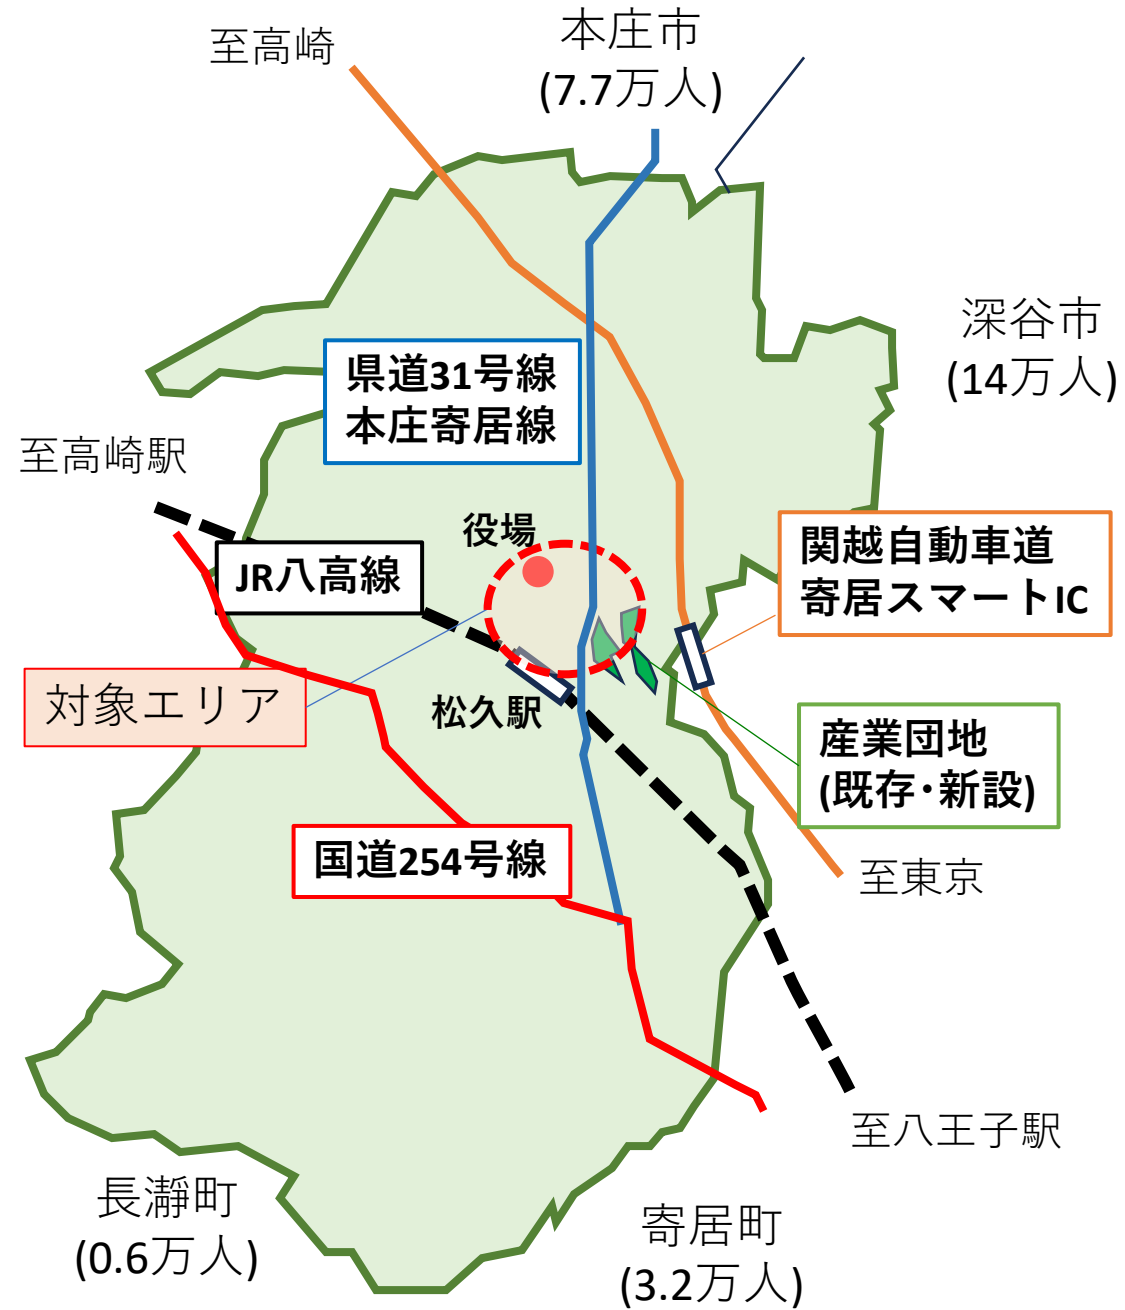 至高崎
本庄市
(7.7万人)
深谷市
(14万人)
県道31号線
本庄寄居線
至高崎駅
役場
関越自動車道
寄居スマートIC
JR八高線
対象エリア
松久駅
産業団地
(既存・新設)
国道254号線
至東京
至八王子駅
長瀞町
(0.6万人)
寄居町
(3.2万人)